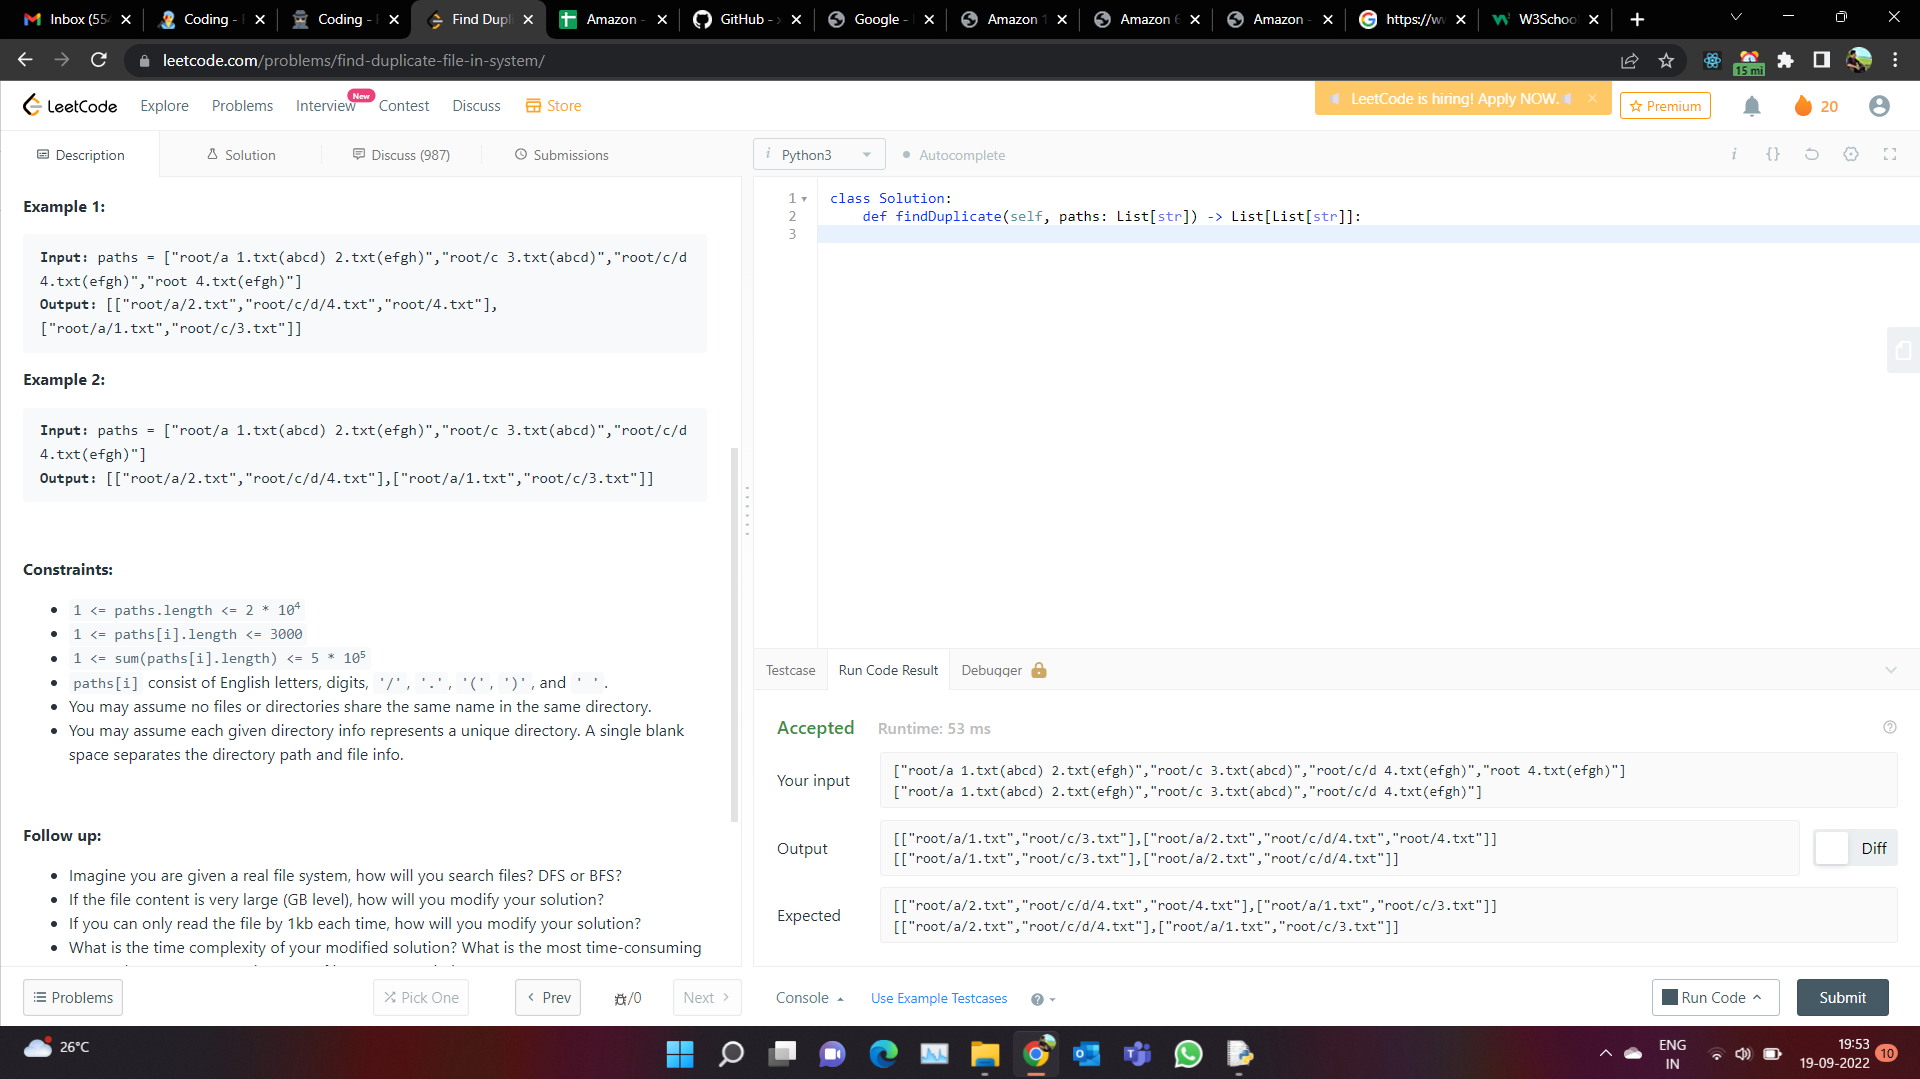 Inbox (554
Coding -
Coding -
Find Dupli
Amazon -
GitHub -
Google -
Amazon 1
Amazon 6
Amazon -
https://w
W3Schoo
leetcode.com/problems/find-duplicate-file-in-system/
15 mi
LeetCode
Explore
Problems
Interview
New
Contest
Discuss
Store
LeetCode is hiring! Apply NOW.
Premium
20
Description
Solution
Discuss (987)
Submissions
i Python3
Autocomplete
i {}
Example 1:
Input: paths = ["root/a 1.txt(abcd) 2.txt(efgh)","root/c 3.txt(abcd)","root/c/d
4.txt(efgh)","root 4.txt(efgh)"]
Output: [["root/a/2.txt","root/c/d/4.txt","root/4.txt"],
["root/a/1.txt","root/c/3.txt"]]
Example 2:
Input: paths = ["root/a 1.txt(abcd) 2.txt(efgh)","root/c 3.txt(abcd)","root/c/d
4.txt(efgh)"]
Output: [["root/a/2.txt","root/c/d/4.txt"],["root/a/1.txt","root/c/3.txt"]]
Constraints:
1 <= paths.length <= 2 * 10⁴
1 <= paths[i].length <= 3000
1 <= sum(paths[i].length) <= 5 * 10⁵
paths[i] consist of English letters, digits, '/', '.', '(', ')', and ' '.
You may assume no files or directories share the same name in the same directory.
You may assume each given directory info represents a unique directory. A single blank
space separates the directory path and file info.
Follow up:
Imagine you are given a real file system, how will you search files? DFS or BFS?
If the file content is very large (GB level), how will you modify your solution?
If you can only read the file by 1kb each time, how will you modify your solution?
What is the time complexity of your modified solution? What is the most time-consuming
1 class Solution:
2 def findDuplicate(self, paths: List[str]) -> List[List[str]]:
3
Testcase
Run Code Result
Debugger
Accepted
Runtime: 53 ms
Your input
["root/a 1.txt(abcd) 2.txt(efgh)","root/c 3.txt(abcd)","root/c/d 4.txt(efgh)","root 4.txt(efgh)"]
["root/a 1.txt(abcd) 2.txt(efgh)","root/c 3.txt(abcd)","root/c/d 4.txt(efgh)"]
Output
[["root/a/1.txt","root/c/3.txt"],["root/a/2.txt","root/c/d/4.txt","root/4.txt"]]
[["root/a/1.txt","root/c/3.txt"],["root/a/2.txt","root/c/d/4.txt"]]
Diff
Expected
[["root/a/2.txt","root/c/d/4.txt","root/4.txt"],["root/a/1.txt","root/c/3.txt"]]
[["root/a/2.txt","root/c/d/4.txt"],["root/a/1.txt","root/c/3.txt"]]
Problems
Pick One
Prev
/0
Next
Console
Use Example Testcases
Run Code
Submit
26°C
ENG
IN
19:53
19-09-2022
10